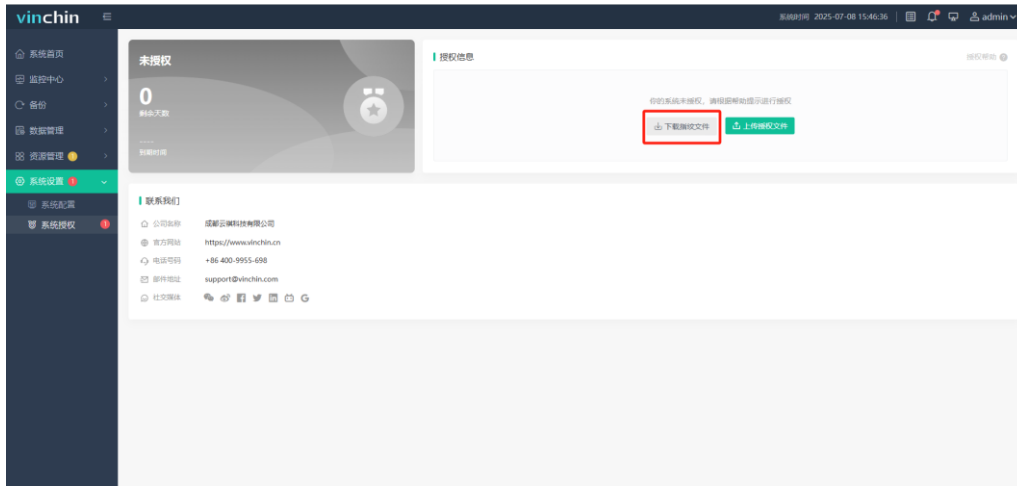 vinchin
系统时间 2025-07-08 15:46:36
admin
系统首页
监控中心
备份
数据管理
资源管理
系统设置 1
系统配置
系统授权 1
未授权
0
剩余天数
......
到期时间
授权信息
授权帮助
你的系统未授权，请根据帮助提示进行授权
下载指纹文件
上传授权文件
联系我们
公司名称 成都云祺科技有限公司
官方网站 https://www.vinchin.cn
电话号码 +86 400-9955-698
邮件地址 support@vinchin.com
社交媒体